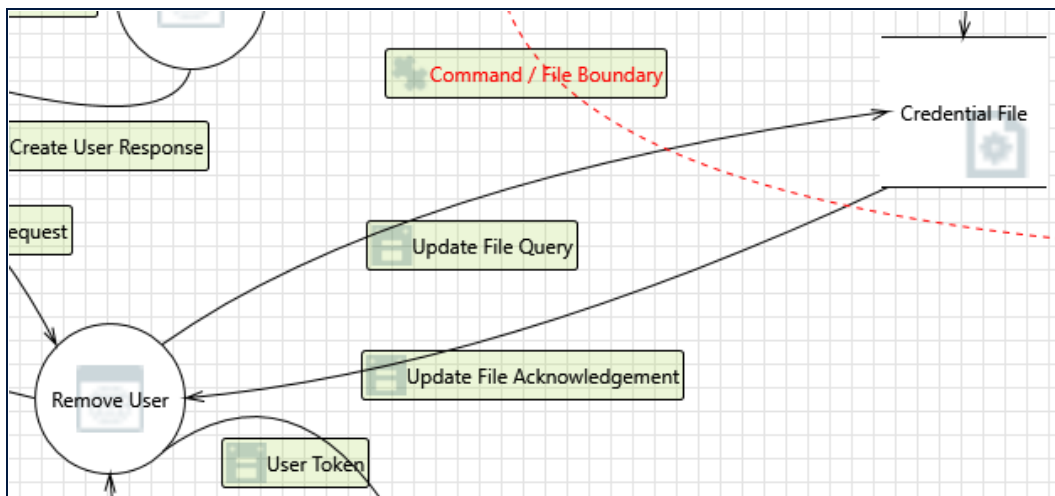 Command / File Boundary
Credential File
Create User Response
equest
Update File Query
Update File Acknowledgement
Remove User
User Token